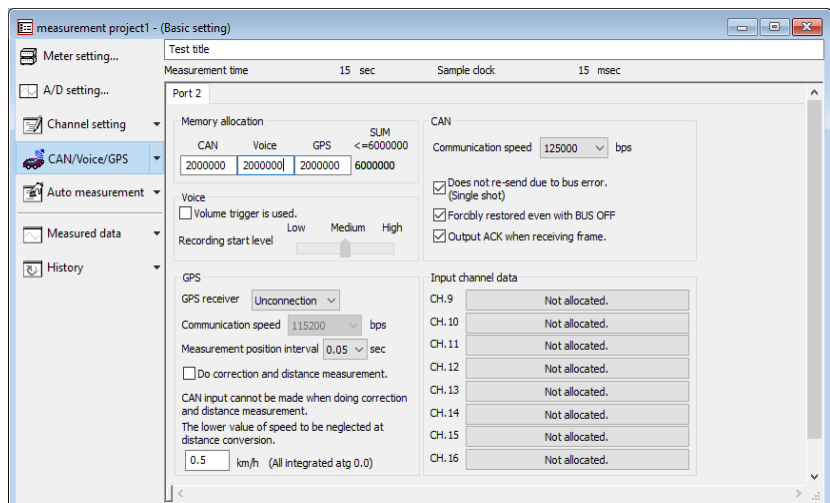 measurement project1 - (Basic setting)
Meter setting...
A/D setting...
Channel setting
CAN/Voice/GPS
Auto measurement
Measured data
History
Test title
Measurement time 15 sec Sample clock 15 msec
Port 2
Memory allocation
SUM
CAN Voice GPS <=6000000
2000000 2000000 2000000 6000000
Voice
Volume trigger is used.
Low Medium High
Recording start level
CAN
Communication speed 125000 bps
Does not re-send due to bus error.
(Single shot)
Forcibly restored even with BUS OFF
Output ACK when receiving frame.
GPS
GPS receiver Unconnection
Communication speed 115200 bps
Measurement position interval 0.05 sec
Do correction and distance measurement.
CAN input cannot be made when doing correction
and distance measurement.
The lower value of speed to be neglected at
distance conversion.
0.5 km/h (All integrated atg 0.0)
Input channel data
CH.9 Not allocated.
CH.10 Not allocated.
CH.11 Not allocated.
CH.12 Not allocated.
CH.13 Not allocated.
CH.14 Not allocated.
CH.15 Not allocated.
CH.16 Not allocated.